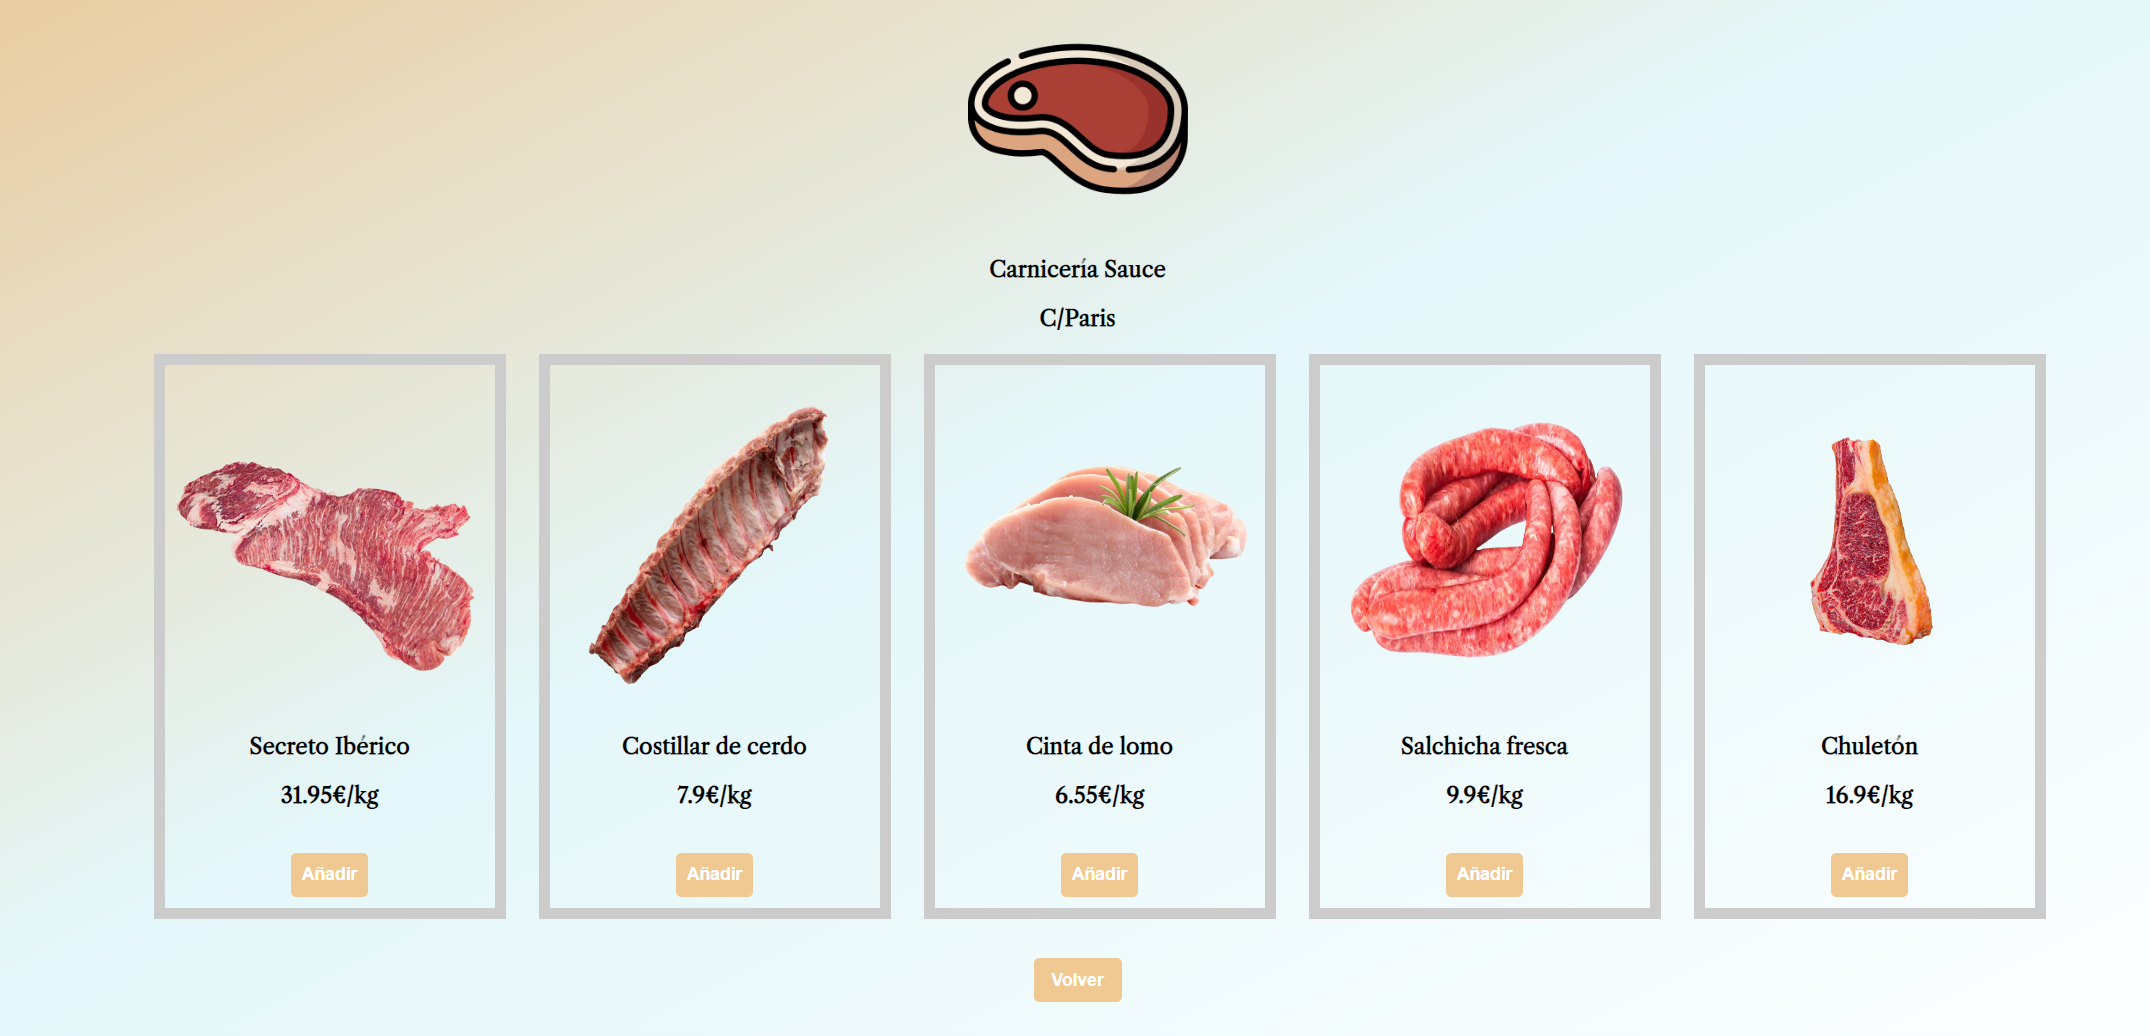 Carnicería Sauce
C/Paris
Secreto Ibérico
31.95€/kg
Añadir
Costillar de cerdo
7.9€/kg
Añadir
Cinta de lomo
6.55€/kg
Añadir
Salchicha fresca
9.9€/kg
Añadir
Chuletón
16.9€/kg
Añadir
Volver